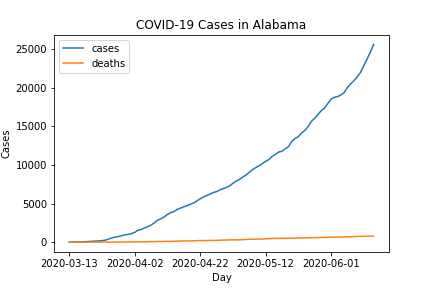 COVID-19 Cases in Alabama
cases
deaths
25000
20000
15000
10000
5000
0
Cases
2020-03-13 2020-04-02 2020-04-22 2020-05-12 2020-06-01
Day